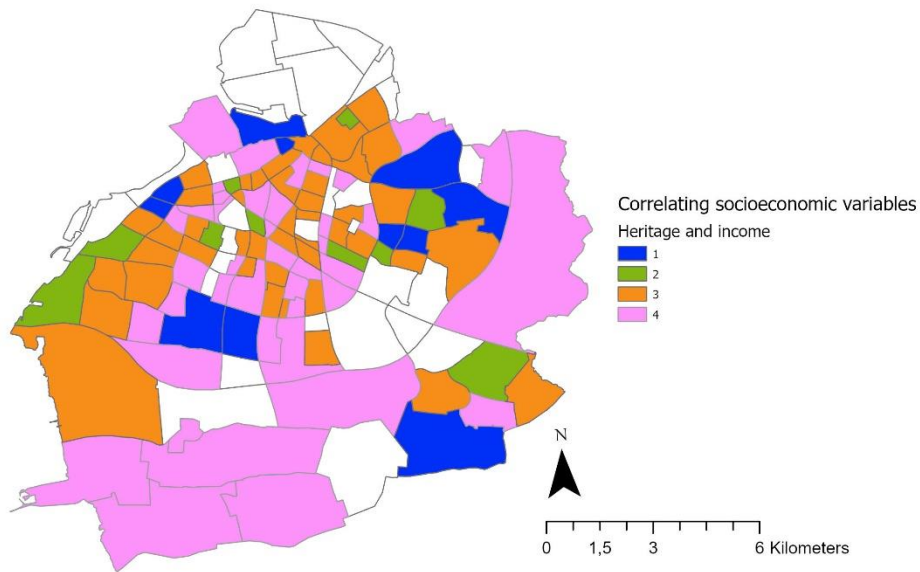 Correlating socioeconomic variables
Heritage and income
1
2
3
4
N
0 1,5 3 6 Kilometers